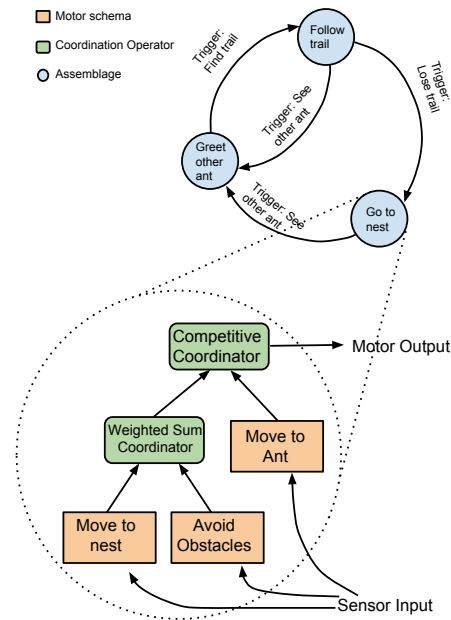 Motor schema
Coordination Operator
Assemblage
Follow
trail
Trigger:
Find trail
Trigger:
Lose trail
Trigger: See
other ant
Greet
other
ant
Trigger: See
other ant
Go to
nest
Competitive
Coordinator
Motor Output
Weighted Sum
Coordinator
Move to
Ant
Move to
nest
Avoid
Obstacles
Sensor Input